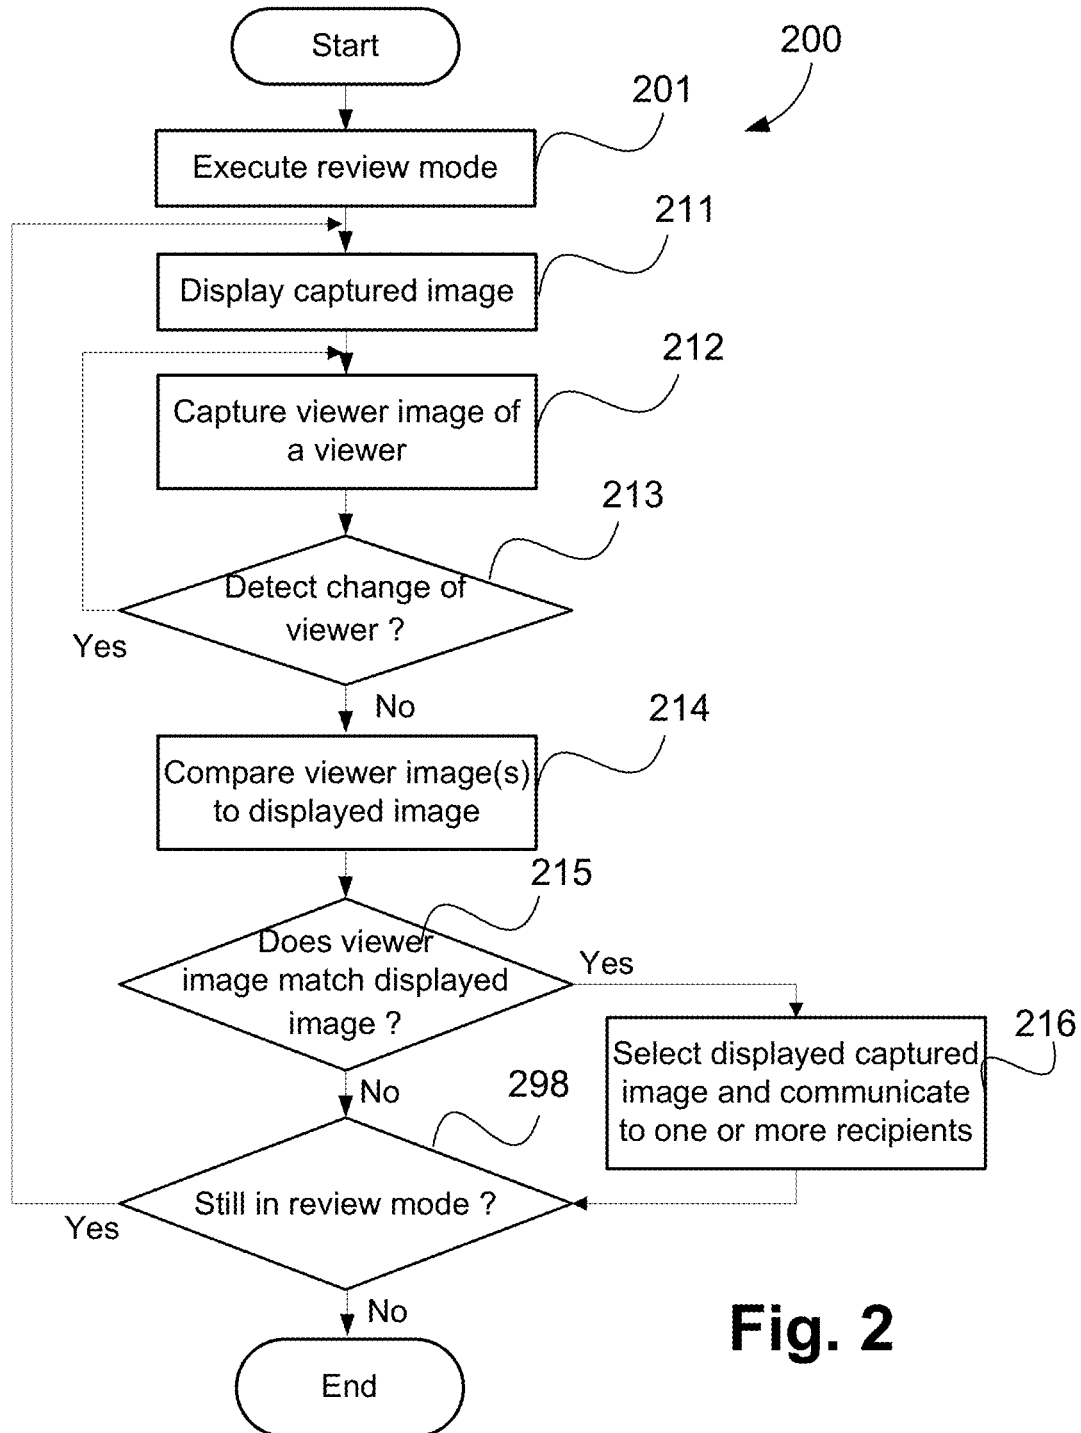 Start
200
201
Execute review mode
211
Display captured image
212
Capture viewer image of
a viewer
213
Detect change of
viewer ?
Yes
No
214
Compare viewer image(s)
to displayed image
215
Does viewer
image match displayed
image ?
Yes
216
Select displayed captured
image and communicate
to one or more recipients
No
298
Still in review mode ?
Yes
No
Fig. 2
End